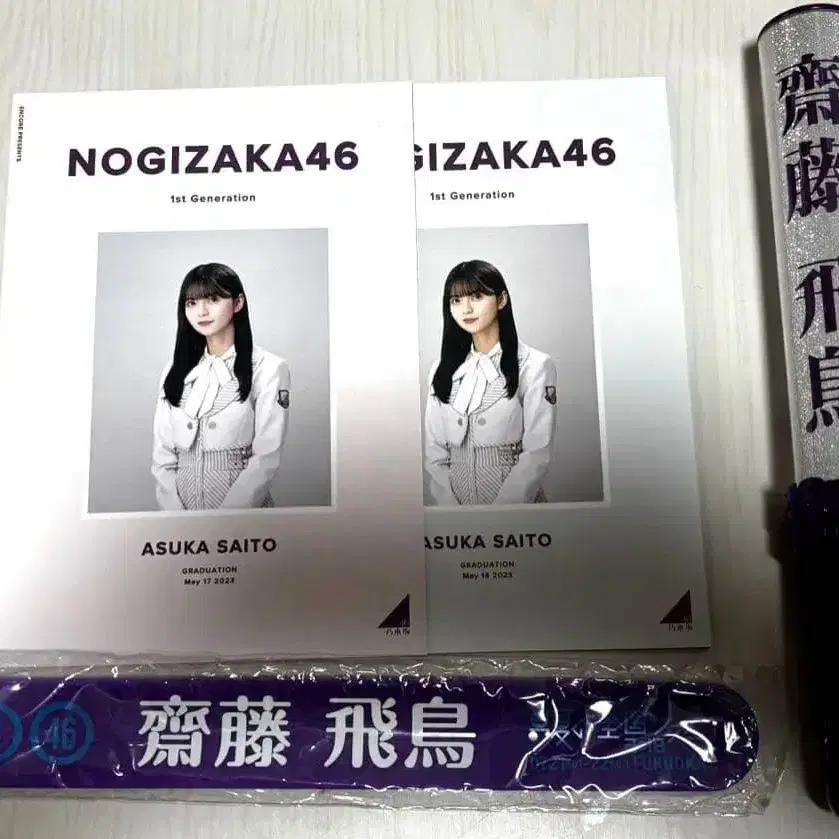 ENCORE PRESENTS
NOGIZAKA46
1st Generation
ASUKA SAITO
GRADUATION
May 17 2023
乃木坂
GIZAKA46
1st Generation
ASUKA SAITO
GRADUATION
May 18 2023
乃木坂
齋藤 飛鳥
46
齋藤 飛鳥